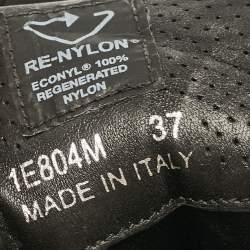 RE-NYLON®
ECONYL® 100%
REGENERATED
NYLON
1E804M 37
MADE IN ITALY